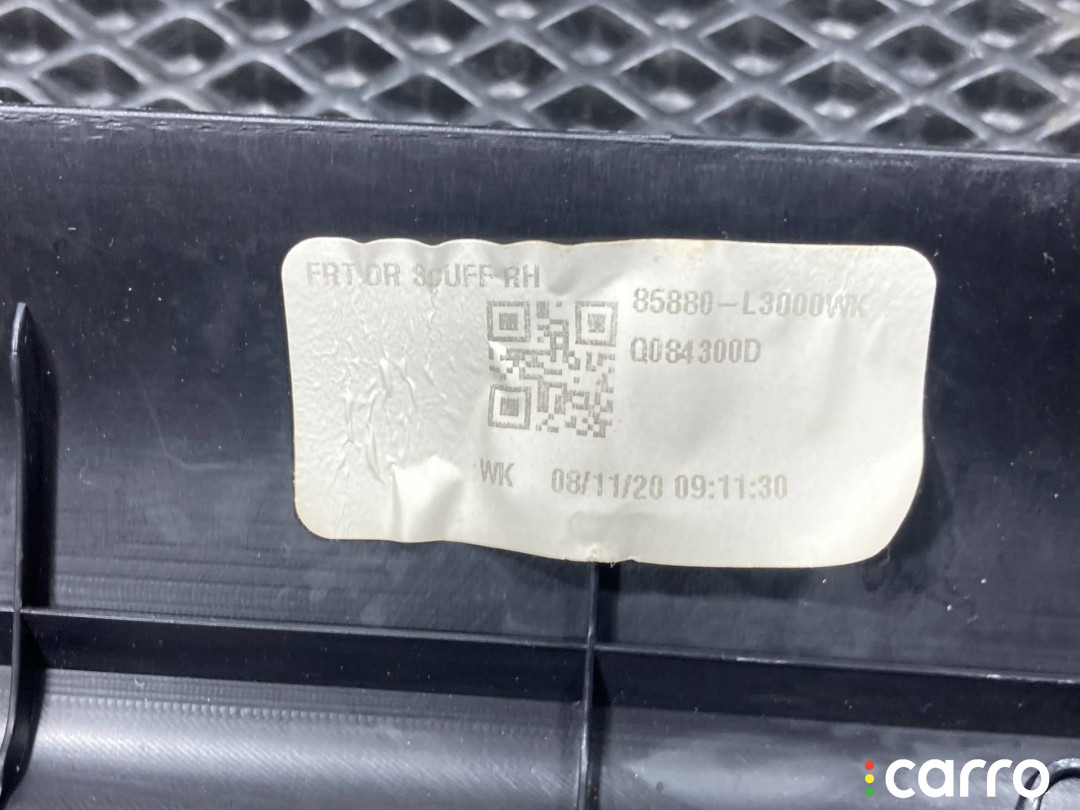 FRT DR SCUFF RH
85880-L3000WK
Q084300D
WK 08/11/20 09:11:30
carro